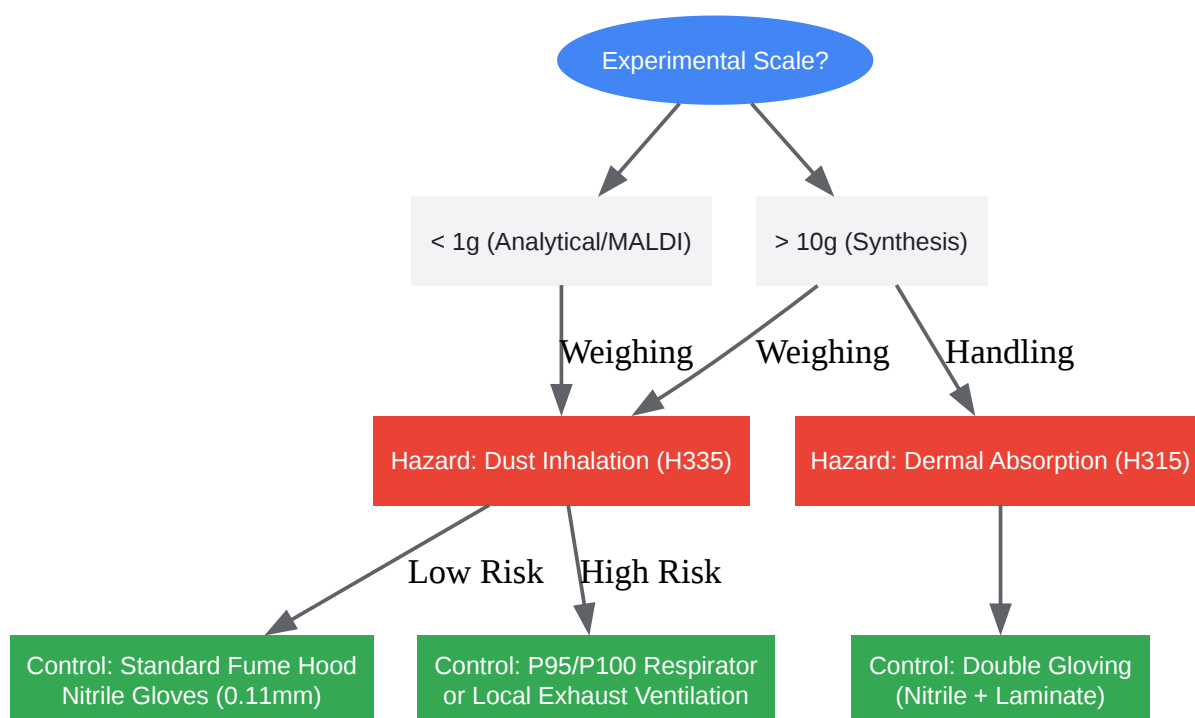 Experimental Scale?
< 1g (Analytical/MALDI)
> 10g (Synthesis)
Weighing
Weighing
Handling
Hazard: Dust Inhalation (H335)
Hazard: Dermal Absorption (H315)
Low Risk
High Risk
Control: Standard Fume Hood
Nitrile Gloves (0.11mm)
Control: P95/P100 Respirator
or Local Exhaust Ventilation
Control: Double Gloving
(Nitrile + Laminate)